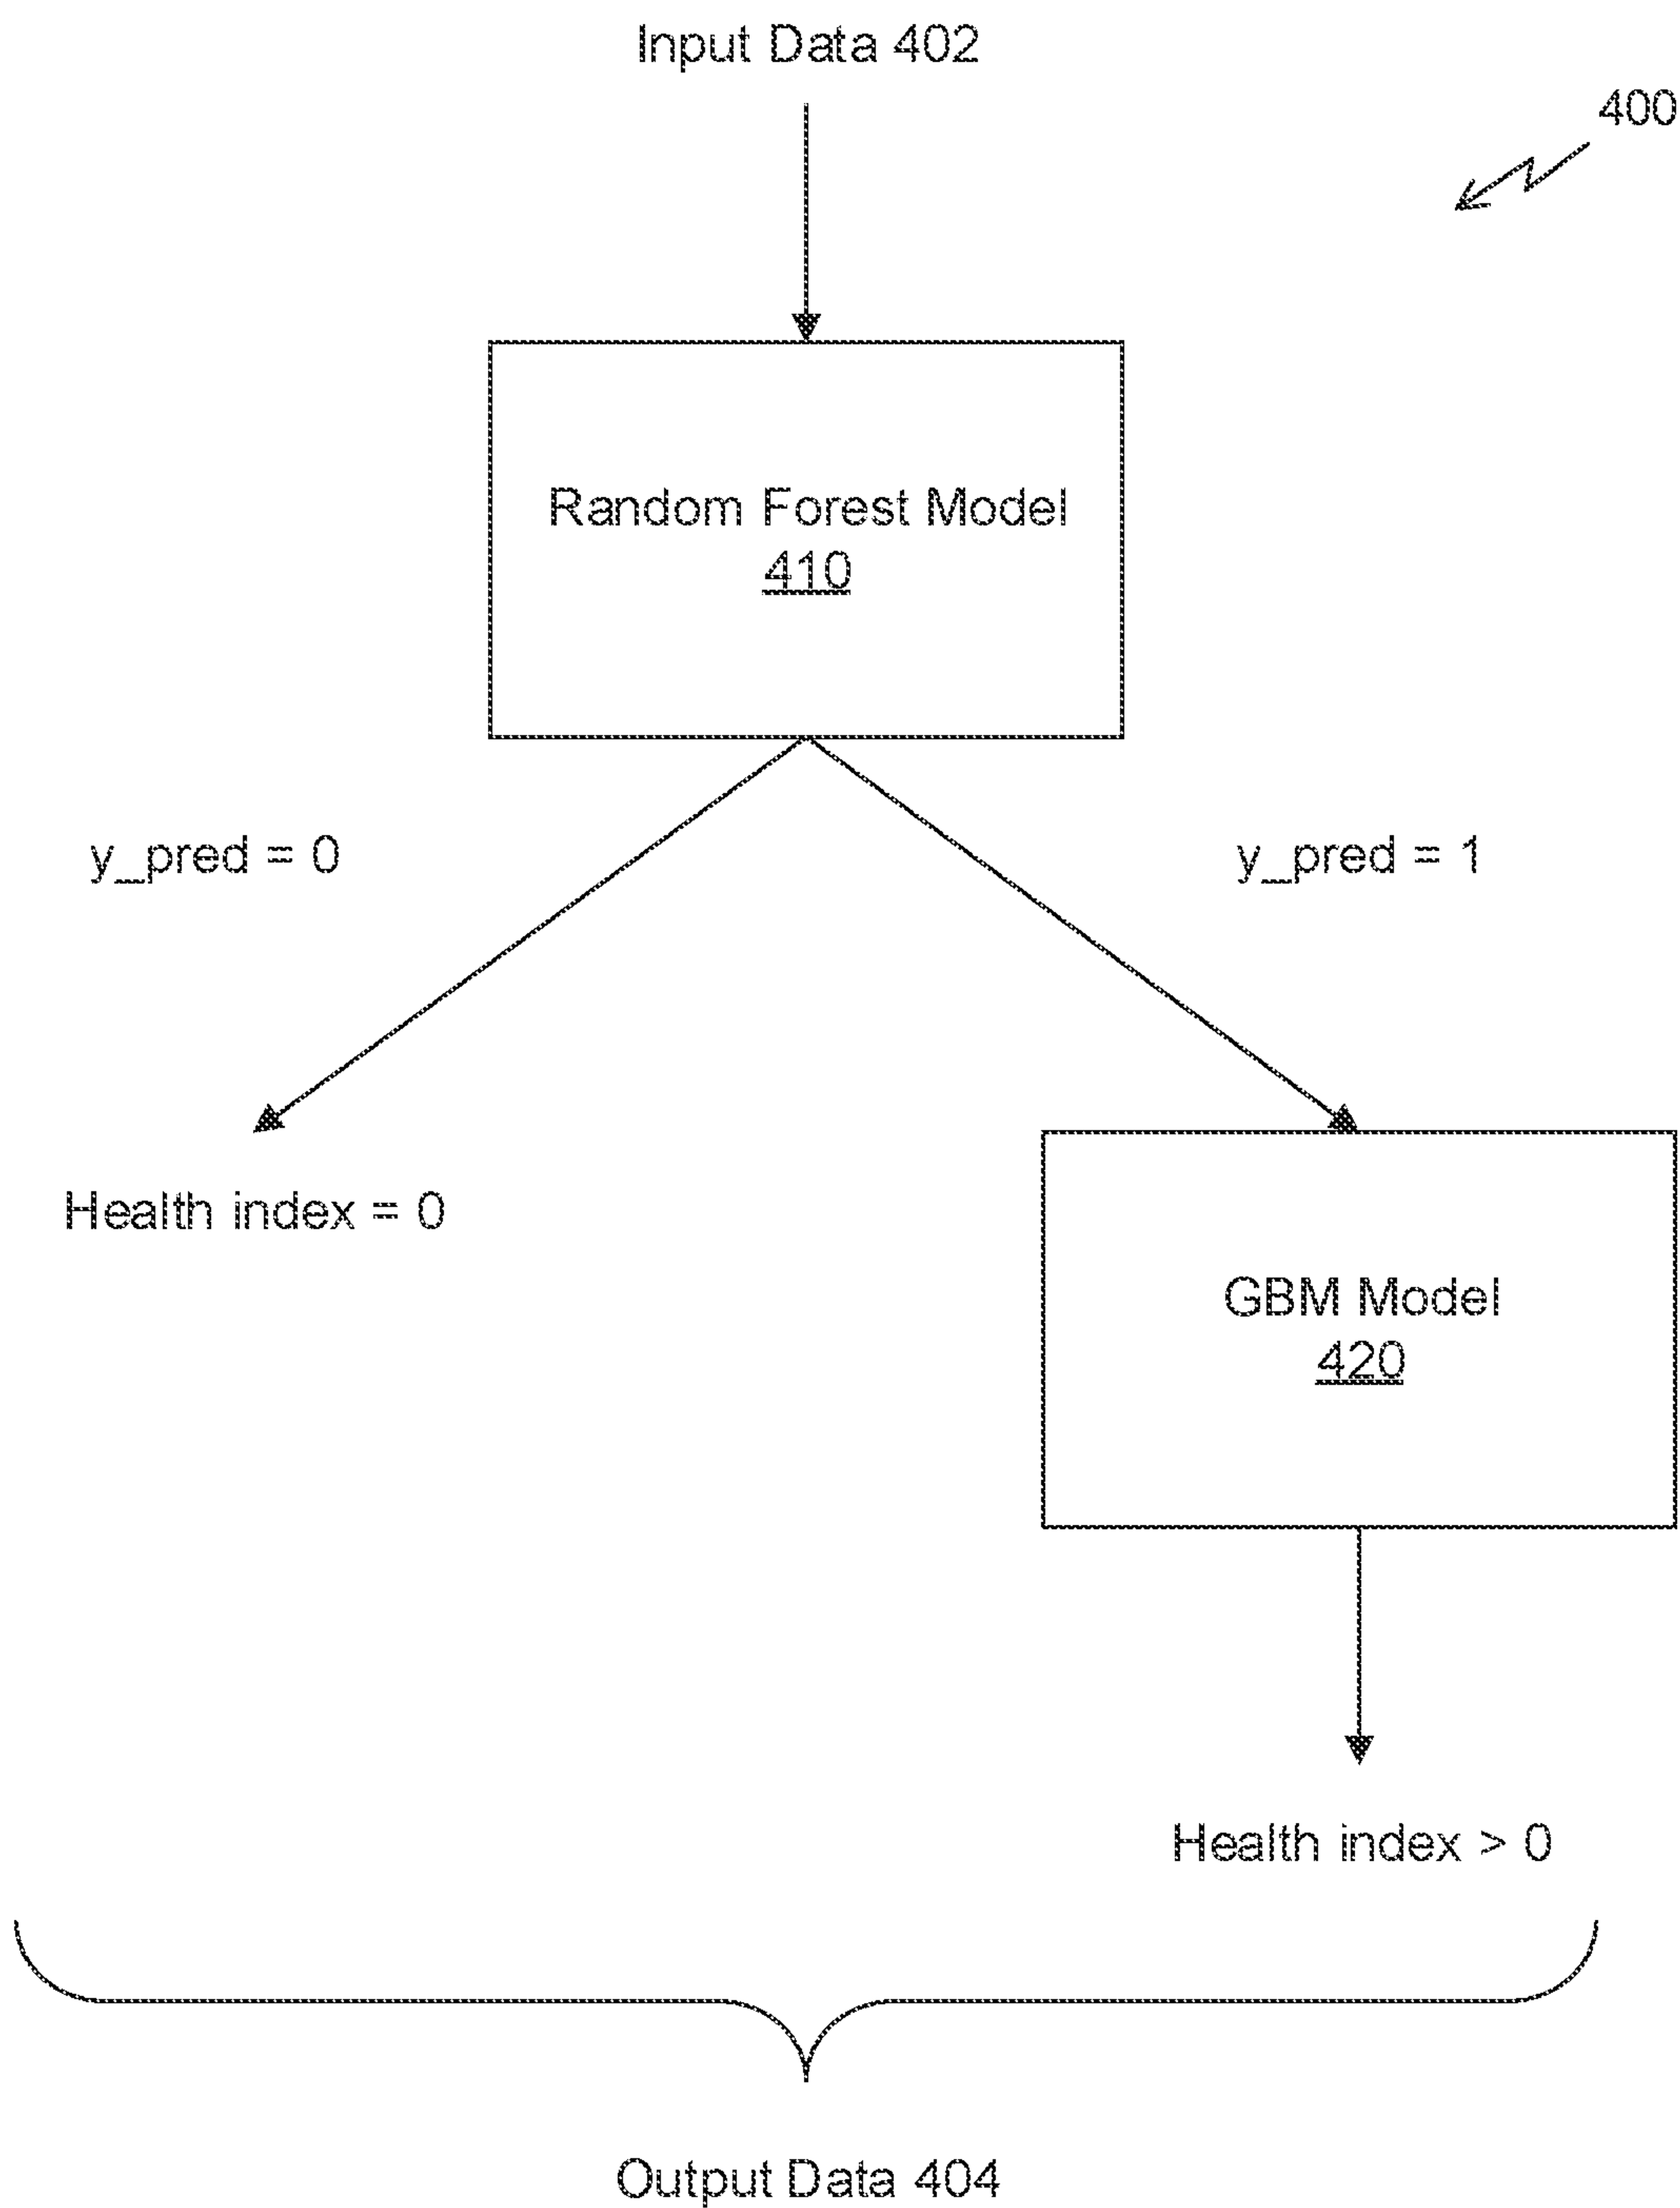 Input Data 402
400
Random Forest Model
410
y_pred = 0
y_pred = 1
Health index = 0
GBM Model
420
Health index > 0
Output Data 404